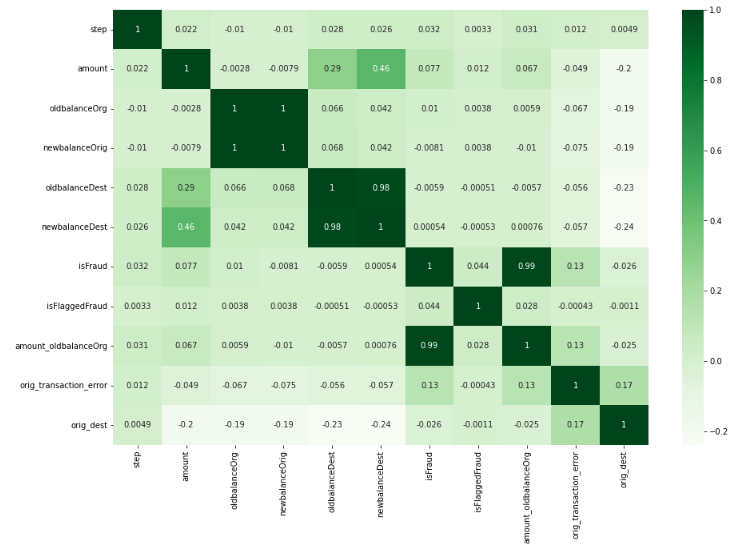 step 1 0.022 -0.01 -0.01 0.028 0.026 0.032 0.0033 0.031 0.012 0.0049
amount 0.022 1 -0.0028 -0.0079 0.29 0.46 0.077 0.012 0.067 -0.049 -0.2
oldbalanceOrg -0.01 -0.0028 1 1 0.066 0.042 0.01 0.0038 0.0059 -0.067 -0.19
newbalanceOrig -0.01 -0.0079 1 1 0.068 0.042 -0.0081 0.0038 -0.01 -0.075 -0.19
oldbalanceDest 0.028 0.29 0.066 0.068 1 0.98 -0.0059 -0.00051 -0.0057 -0.056 -0.23
newbalanceDest 0.026 0.46 0.042 0.042 0.98 1 0.00054 -0.00053 0.00076 -0.057 -0.24
isFraud 0.032 0.077 0.01 -0.0081 -0.0059 0.00054 1 0.044 0.99 0.13 -0.026
isFlaggedFraud 0.0033 0.012 0.0038 0.0038 -0.00051 -0.00053 0.044 1 0.028 -0.00043 -0.0011
amount_oldbalanceOrg 0.031 0.067 0.0059 -0.01 -0.0057 0.00076 0.99 0.028 1 0.13 -0.025
orig_transaction_error 0.012 -0.049 -0.067 -0.075 -0.056 -0.057 0.13 -0.00043 0.13 1 0.17
orig_dest 0.0049 -0.2 -0.19 -0.19 -0.23 -0.24 -0.026 -0.0011 -0.025 0.17 1
step
amount
oldbalanceOrg
newbalanceOrig
oldbalanceDest
newbalanceDest
isFraud
isFlaggedFraud
amount_oldbalanceOrg
orig_transaction_error
orig_dest
1.0
0.8
0.6
0.4
0.2
0.0
−0.2